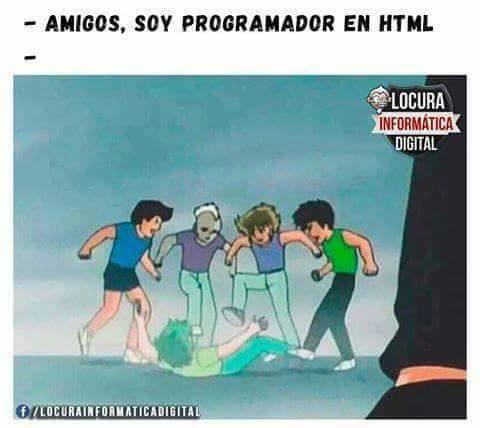 - AMIGOS, SOY PROGRAMADOR EN HTML
-
LOCURA
INFORMÁTICA
DIGITAL
f /LOCURAINFORMATICADIGITAL